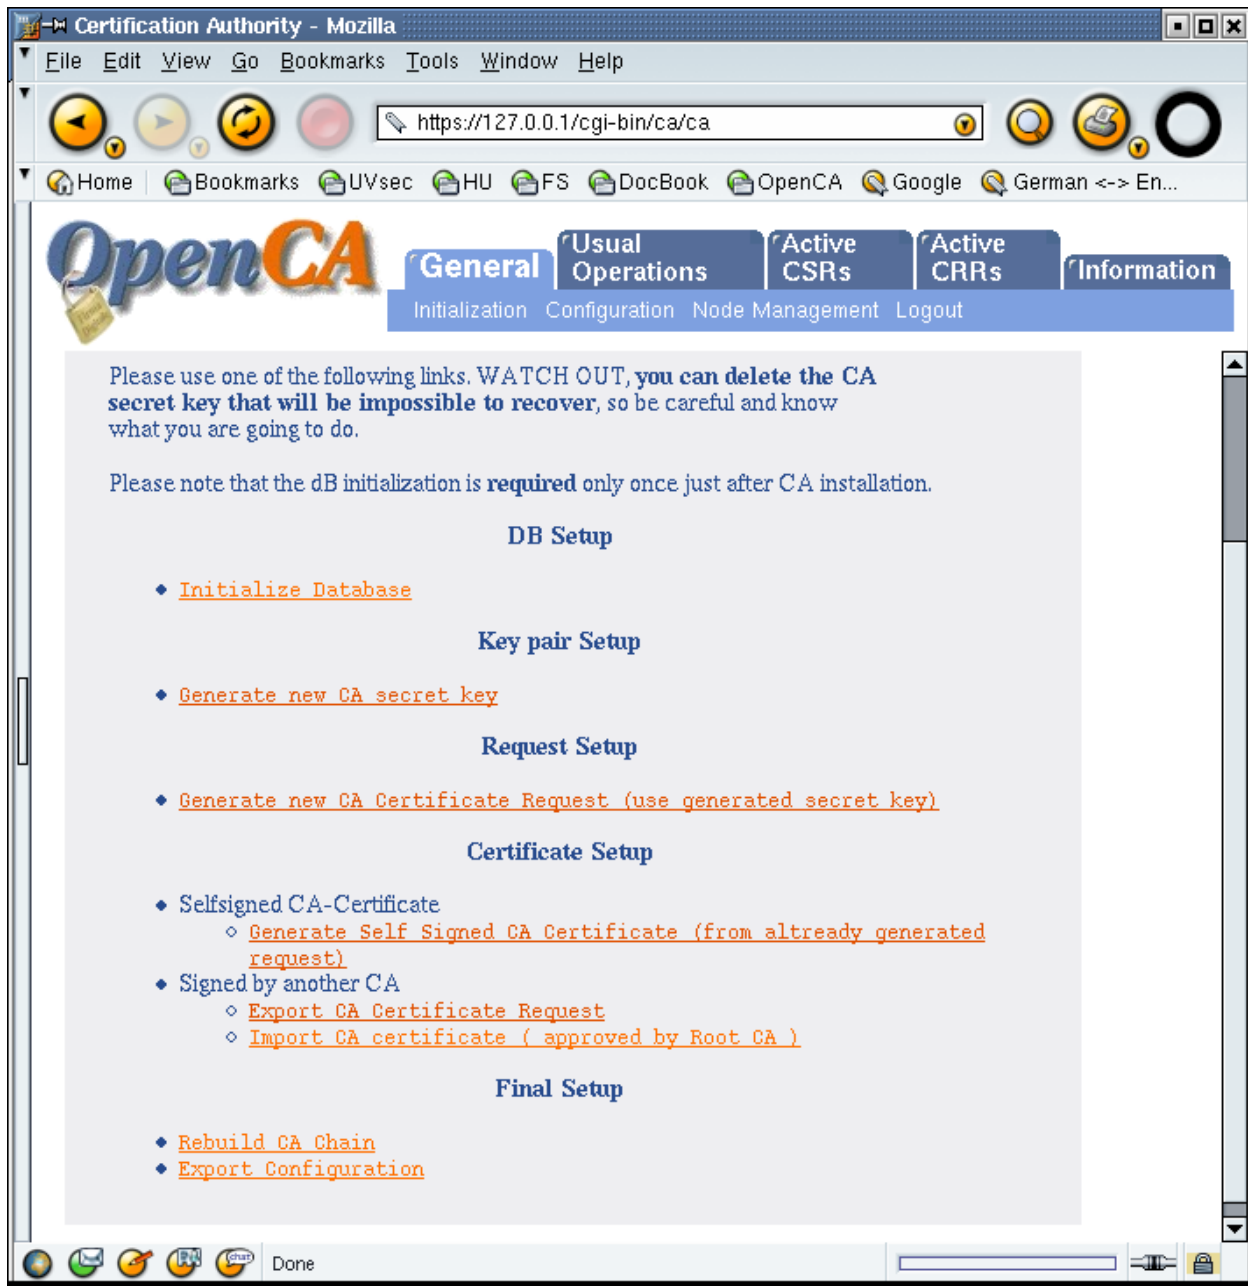 Certification Authority - Mozilla
File Edit View Go Bookmarks Tools Window Help
https://127.0.0.1/cgi-bin/ca/ca
Home Bookmarks UVsec HU FS DocBook OpenCA Google German <-> En...
OpenCA
General Usual Operations Active CSRs Active CRRs Information
Initialization Configuration Node Management Logout
Please use one of the following links. WATCH OUT, you can delete the CA
secret key that will be impossible to recover, so be careful and know
what you are going to do.
Please note that the dB initialization is required only once just after CA installation.
DB Setup
Initialize Database
Key pair Setup
Generate new CA secret key
Request Setup
Generate new CA Certificate Request (use generated secret key)
Certificate Setup
Selfsigned CA-Certificate
Generate Self Signed CA Certificate (from altready generated
request)
Signed by another CA
Export CA Certificate Request
Import CA certificate ( approved by Root CA )
Final Setup
Rebuild CA Chain
Export Configuration
chat Done